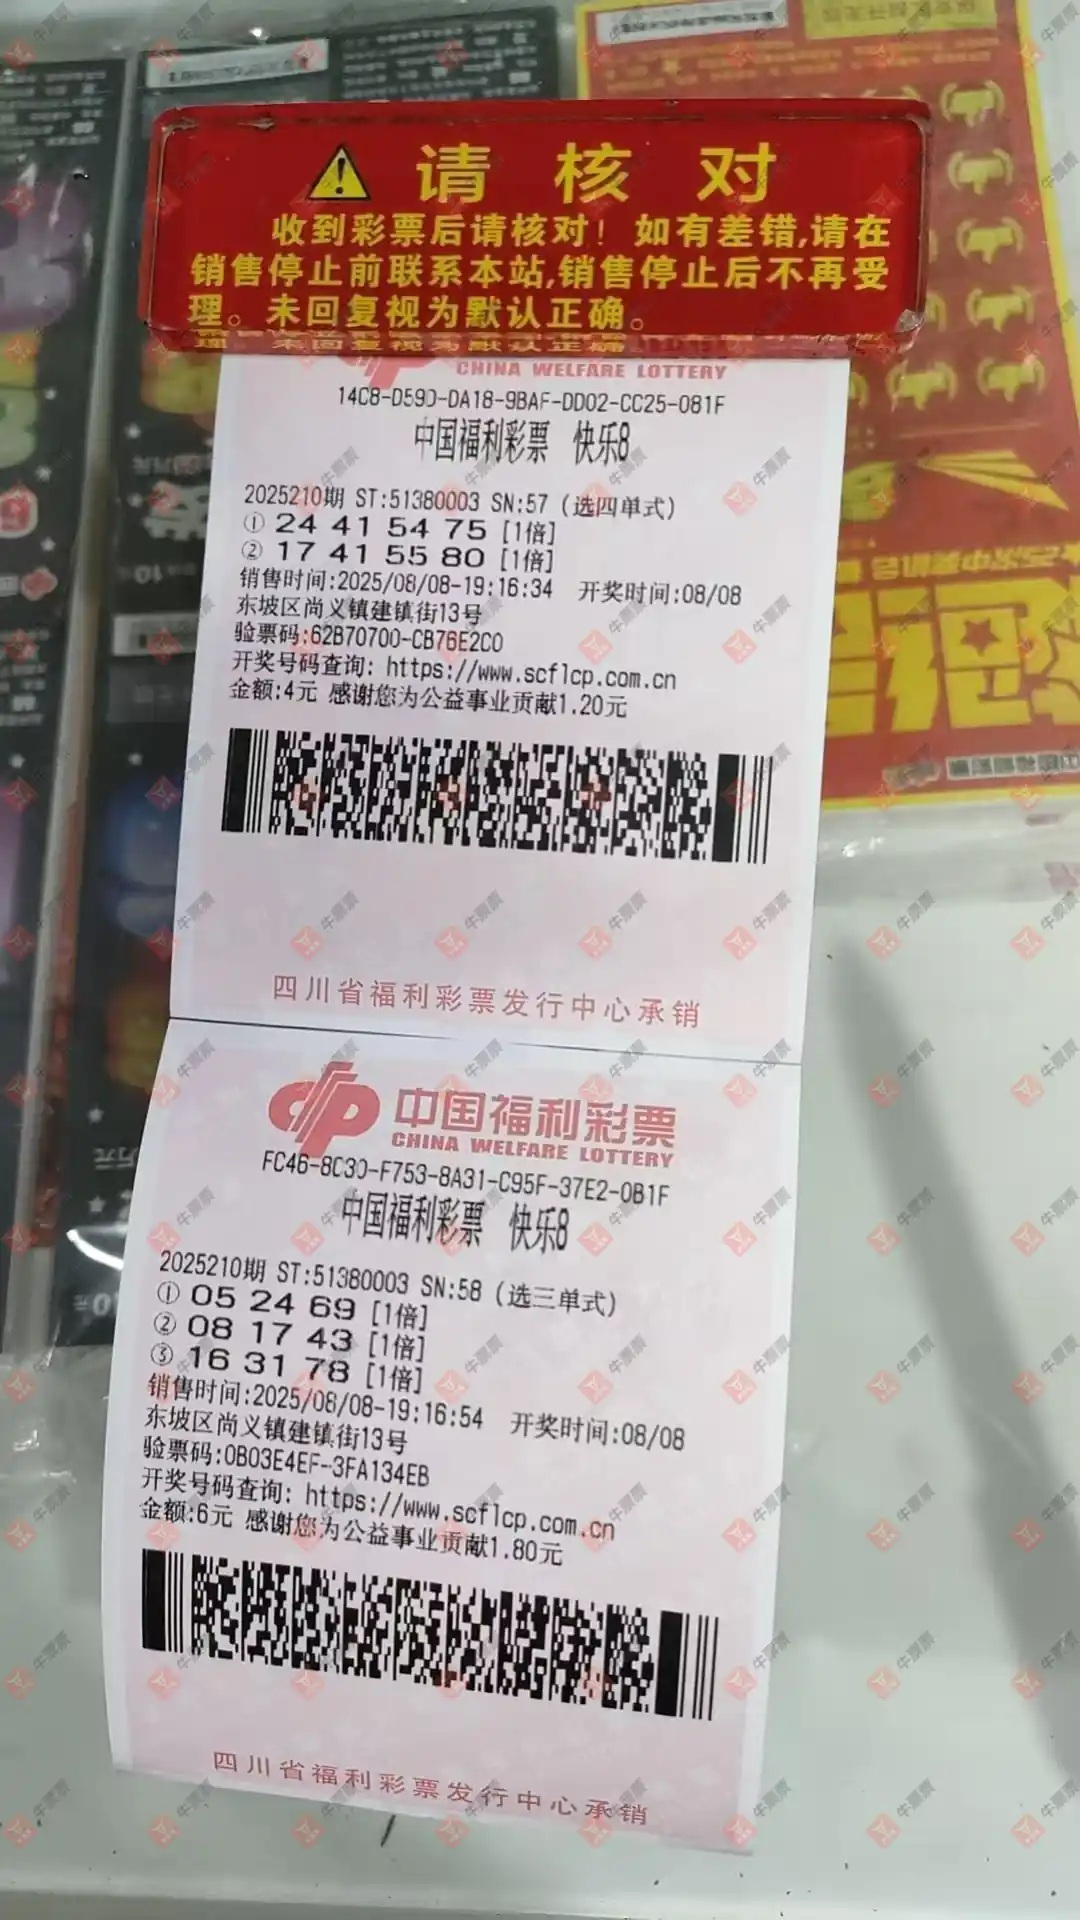 请核对
收到彩票后请核对！如有差错,请在
销售停止前联系本站,销售停止后不再受
理。未回复视为默认正确。
CHINA WELFARE LOTTERY
14C8-D59D-DA18-9BAF-DD02-CC25-081F
中国福利彩票 快乐8
2025210期 ST:51380003 SN:57 (选四单式)
① 24 41 54 75 [1倍]
② 17 41 55 80 [1倍]
销售时间:2025/08/08-19:16:34 开奖时间:08/08
东坡区尚义镇建镇街13号
验票码:62B70700-CB76E2C0
开奖号码查询: https://www.scflcp.com.cn
金额:4元 感谢您为公益事业贡献1.20元
四川省福利彩票发行中心承销
中国福利彩票
CHINA WELFARE LOTTERY
FC46-8C30-F753-8A31-C95F-37E2-0B1F
中国福利彩票 快乐8
2025210期 ST:51380003 SN:58 (选三单式)
① 05 24 69 [1倍]
② 08 17 43 [1倍]
③ 16 31 78 [1倍]
销售时间:2025/08/08-19:16:54 开奖时间:08/08
东坡区尚义镇建镇街13号
验票码:0B03E4EF-3FA134EB
开奖号码查询: https://www.scflcp.com.cn
金额:6元 感谢您为公益事业贡献1.80元
四川省福利彩票发行中心承销
牛票票